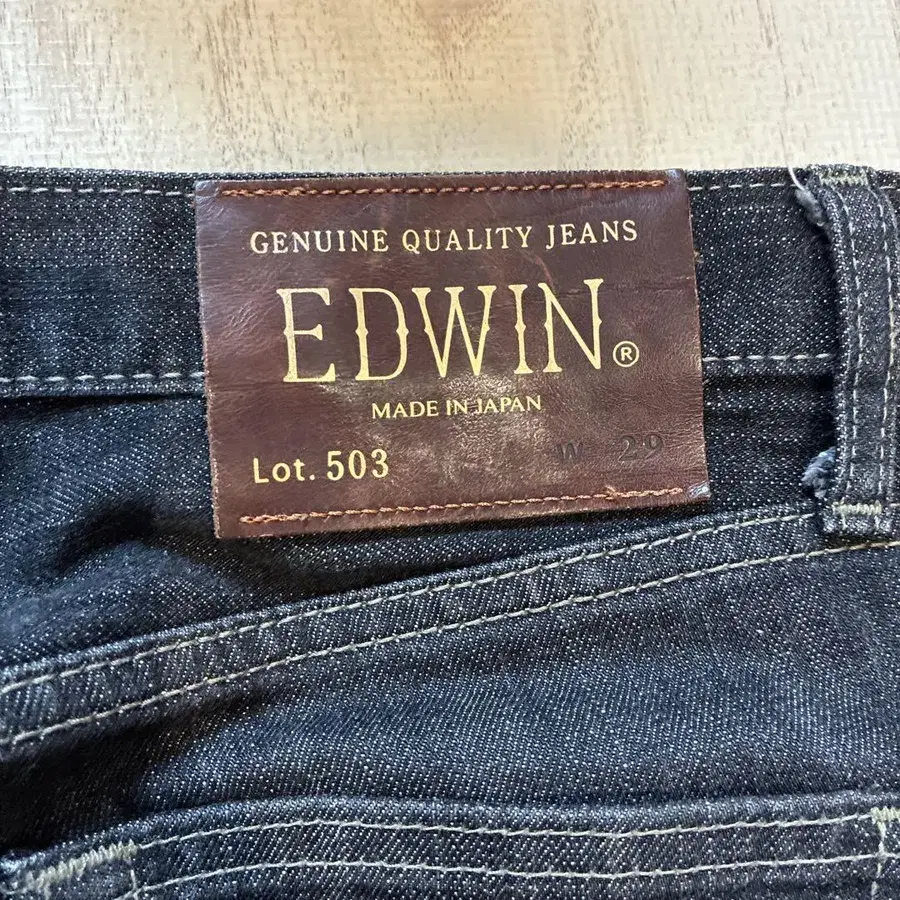 GENUINE QUALITY JEANS
EDWIN®
MADE IN JAPAN
Lot. 503 W 29